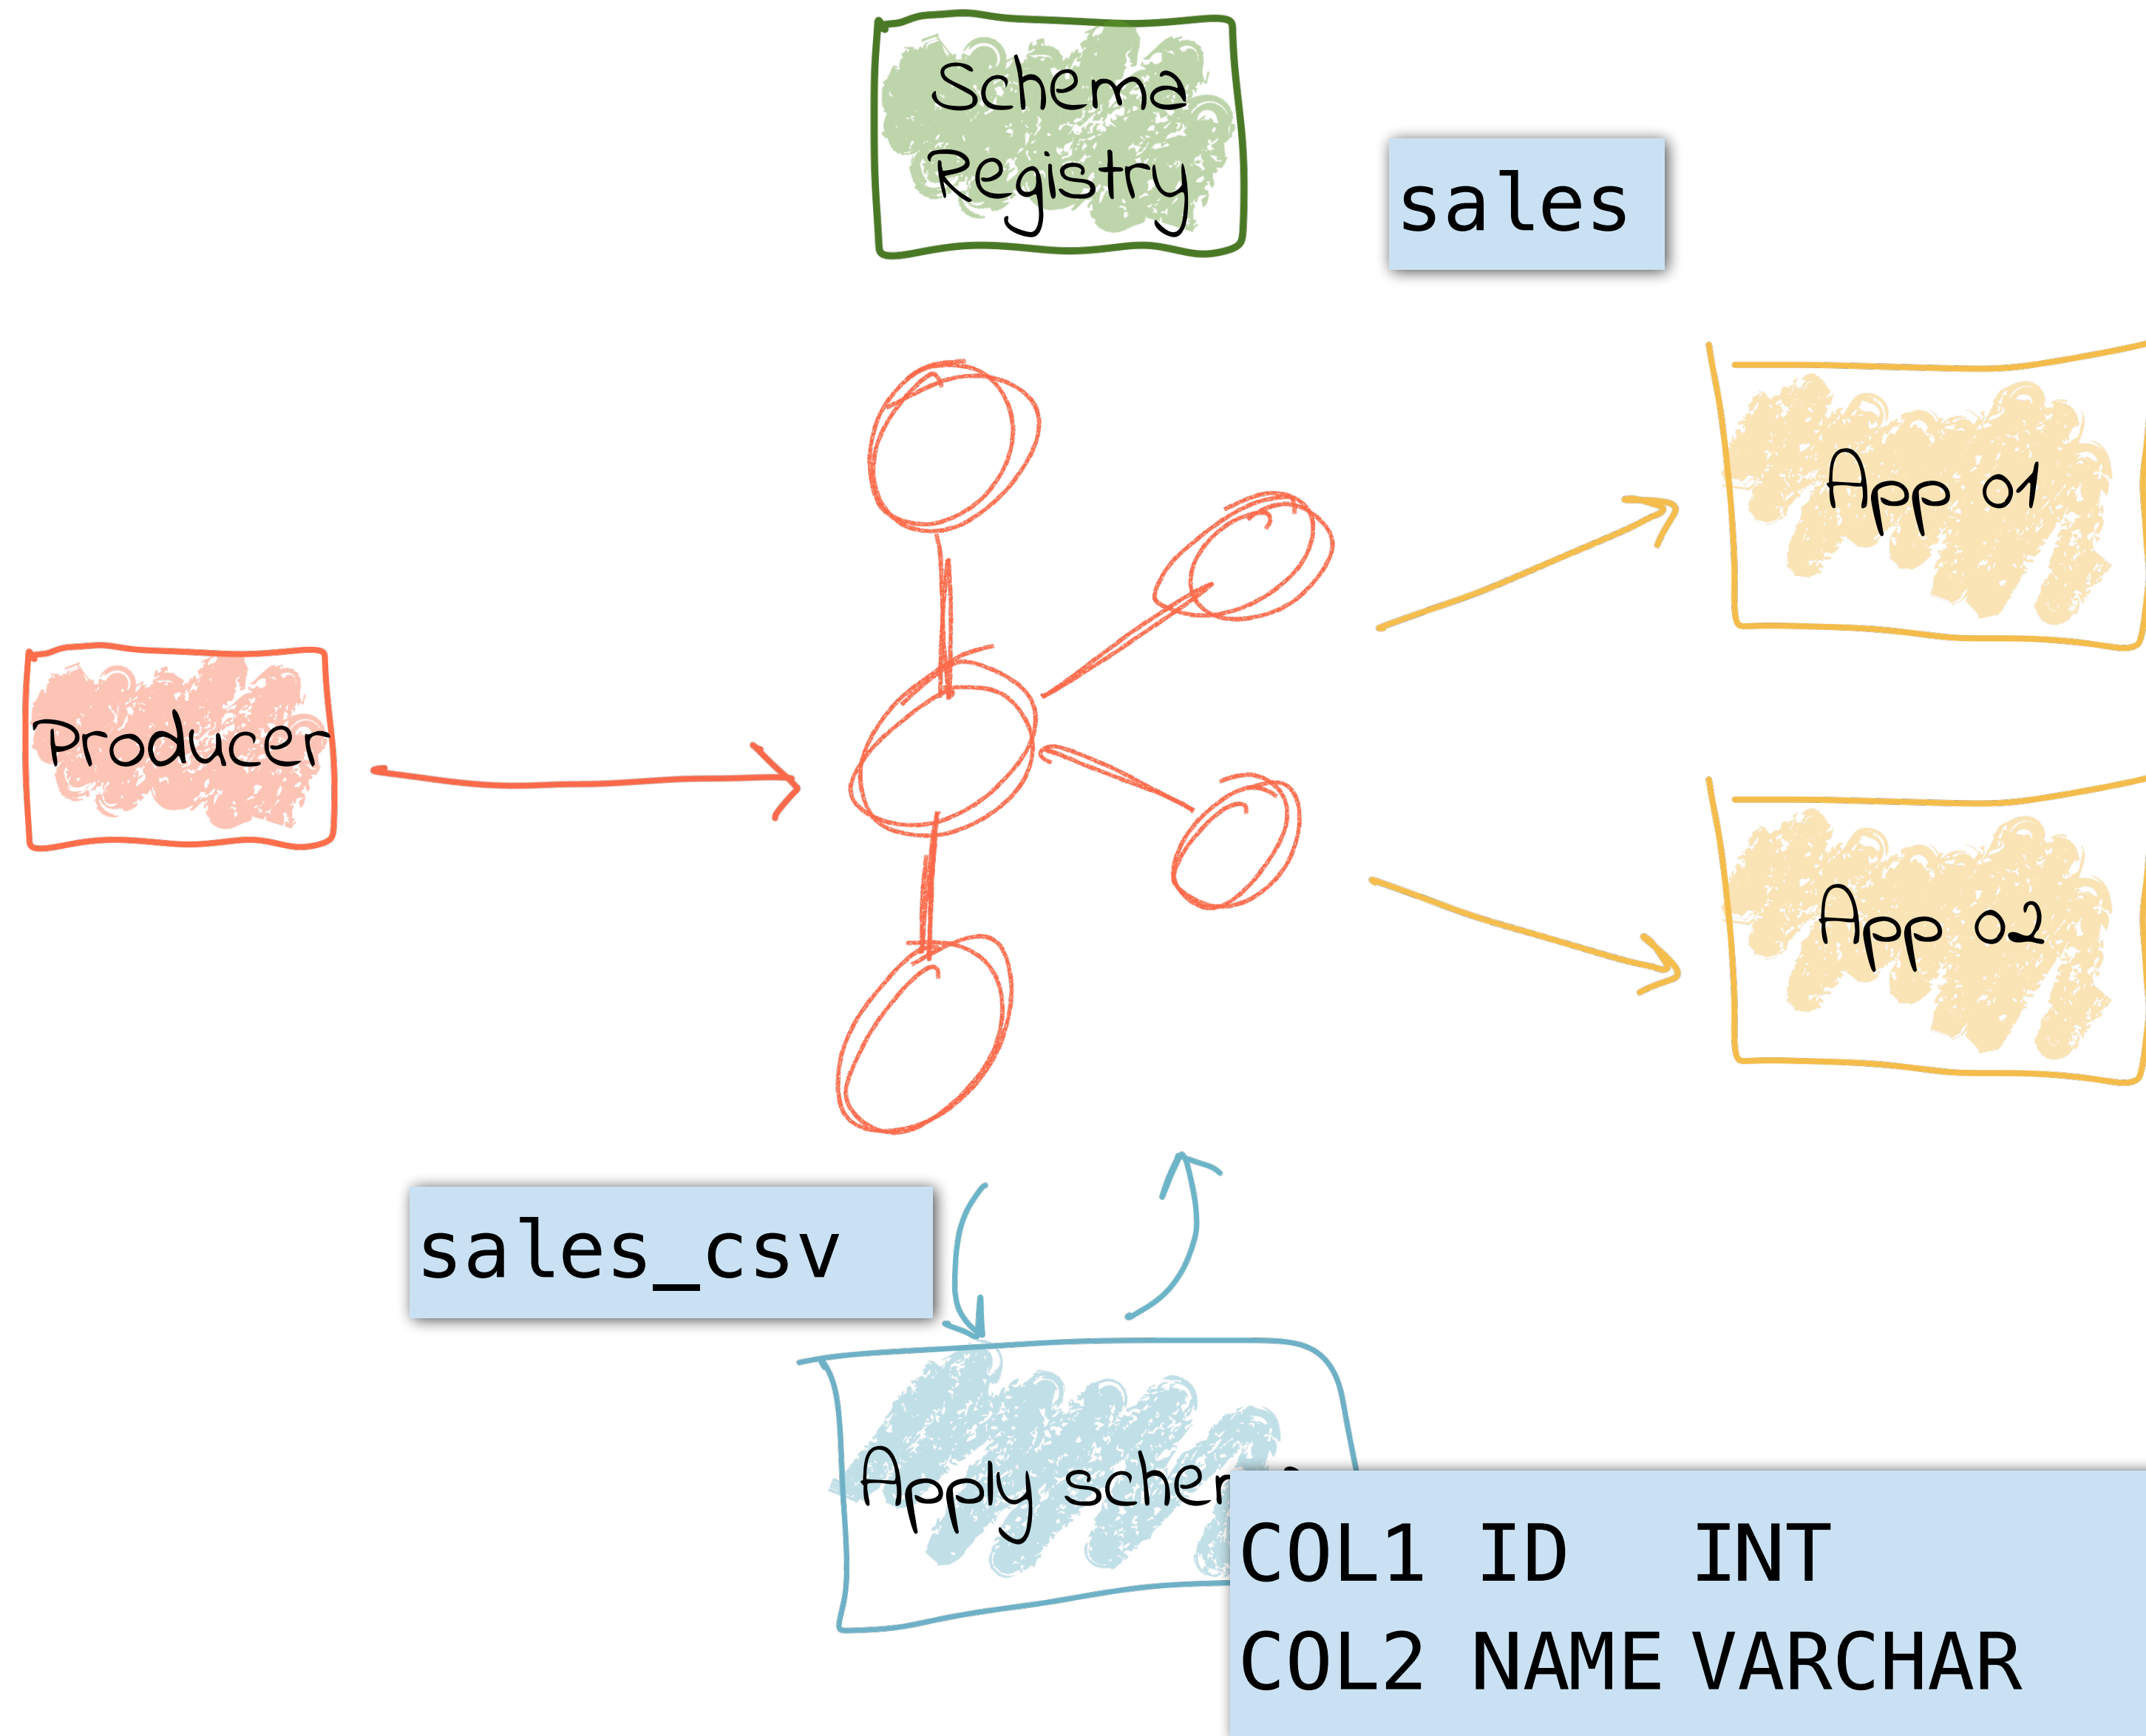 Schema
Registry
sales
App 01
Producer
App 02
sales_csv
Apply
COL1 ID INT
COL2 NAME VARCHAR